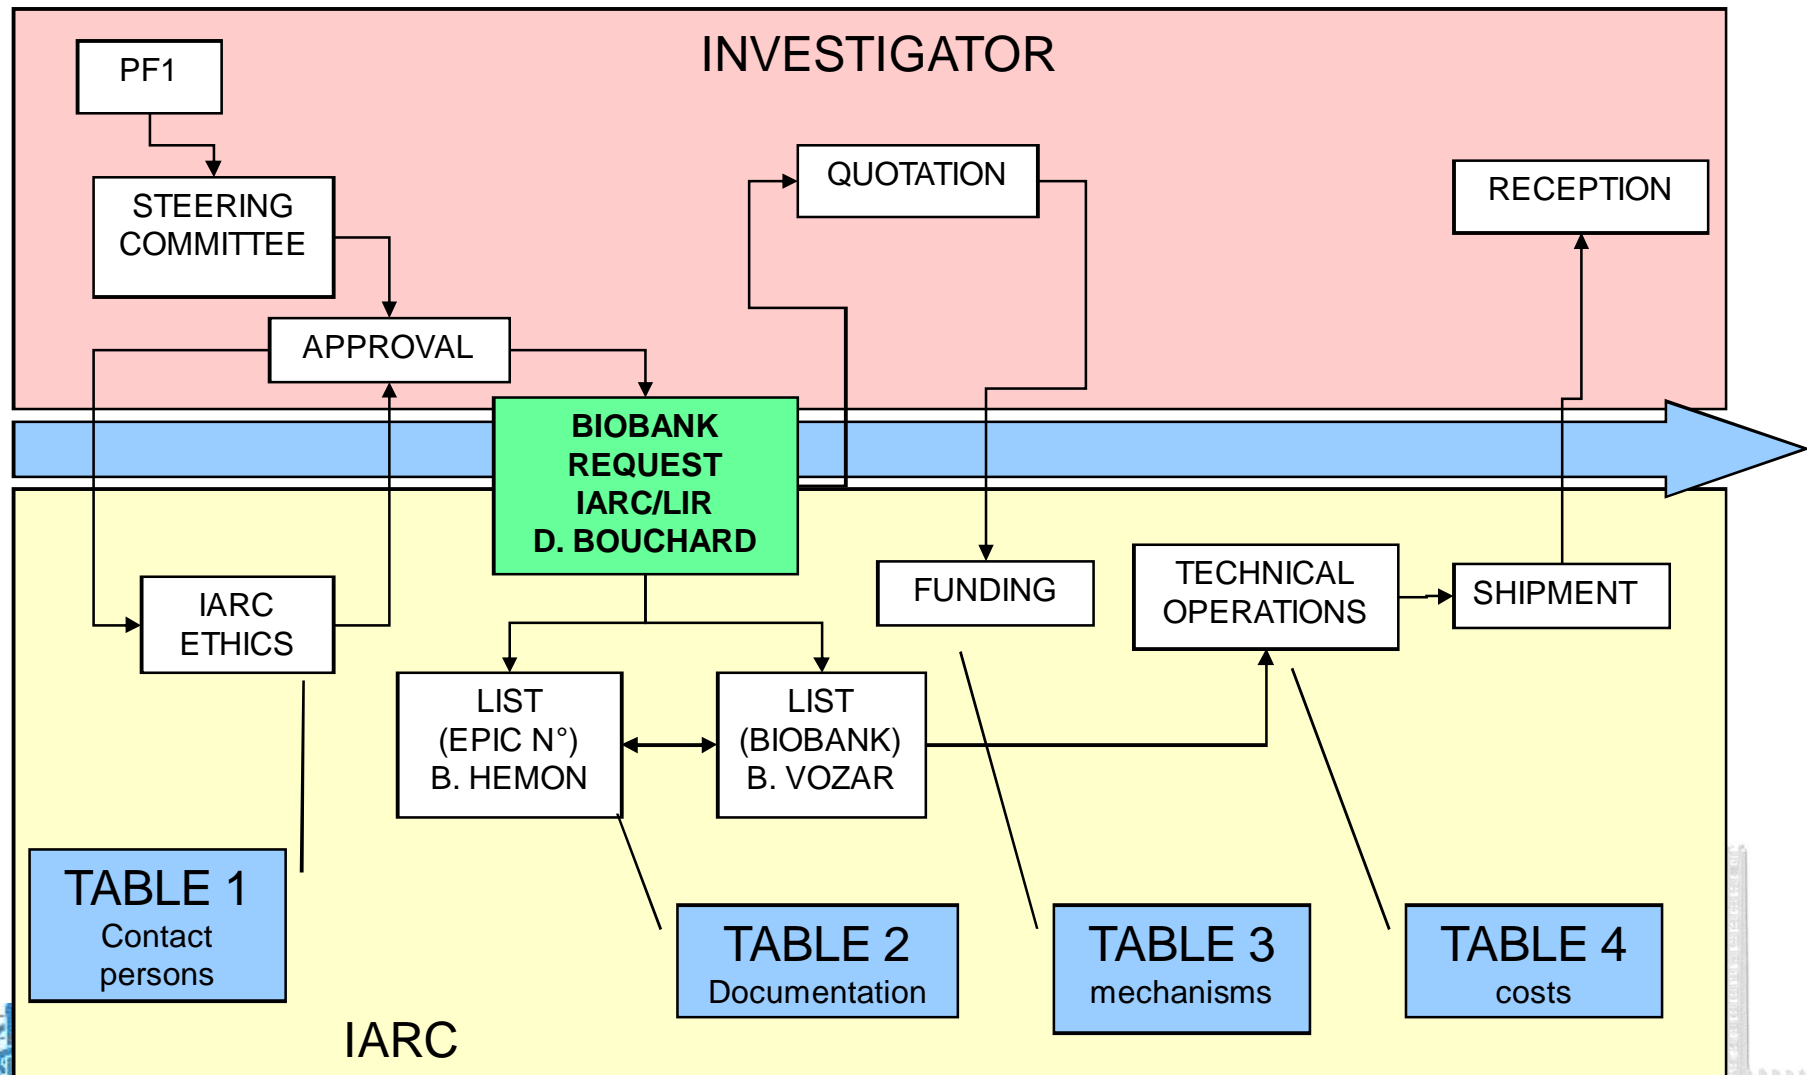 INVESTIGATOR
PF1
STEERING
COMMITTEE
APPROVAL
QUOTATION
RECEPTION
BIOBANK
REQUEST
IARC/LIR
D. BOUCHARD
IARC
ETHICS
LIST
(EPIC N°)
B. HEMON
LIST
(BIOBANK)
B. VOZAR
FUNDING
TECHNICAL
OPERATIONS
SHIPMENT
TABLE 1
Contact
persons
TABLE 2
Documentation
TABLE 3
mechanisms
TABLE 4
costs
IARC